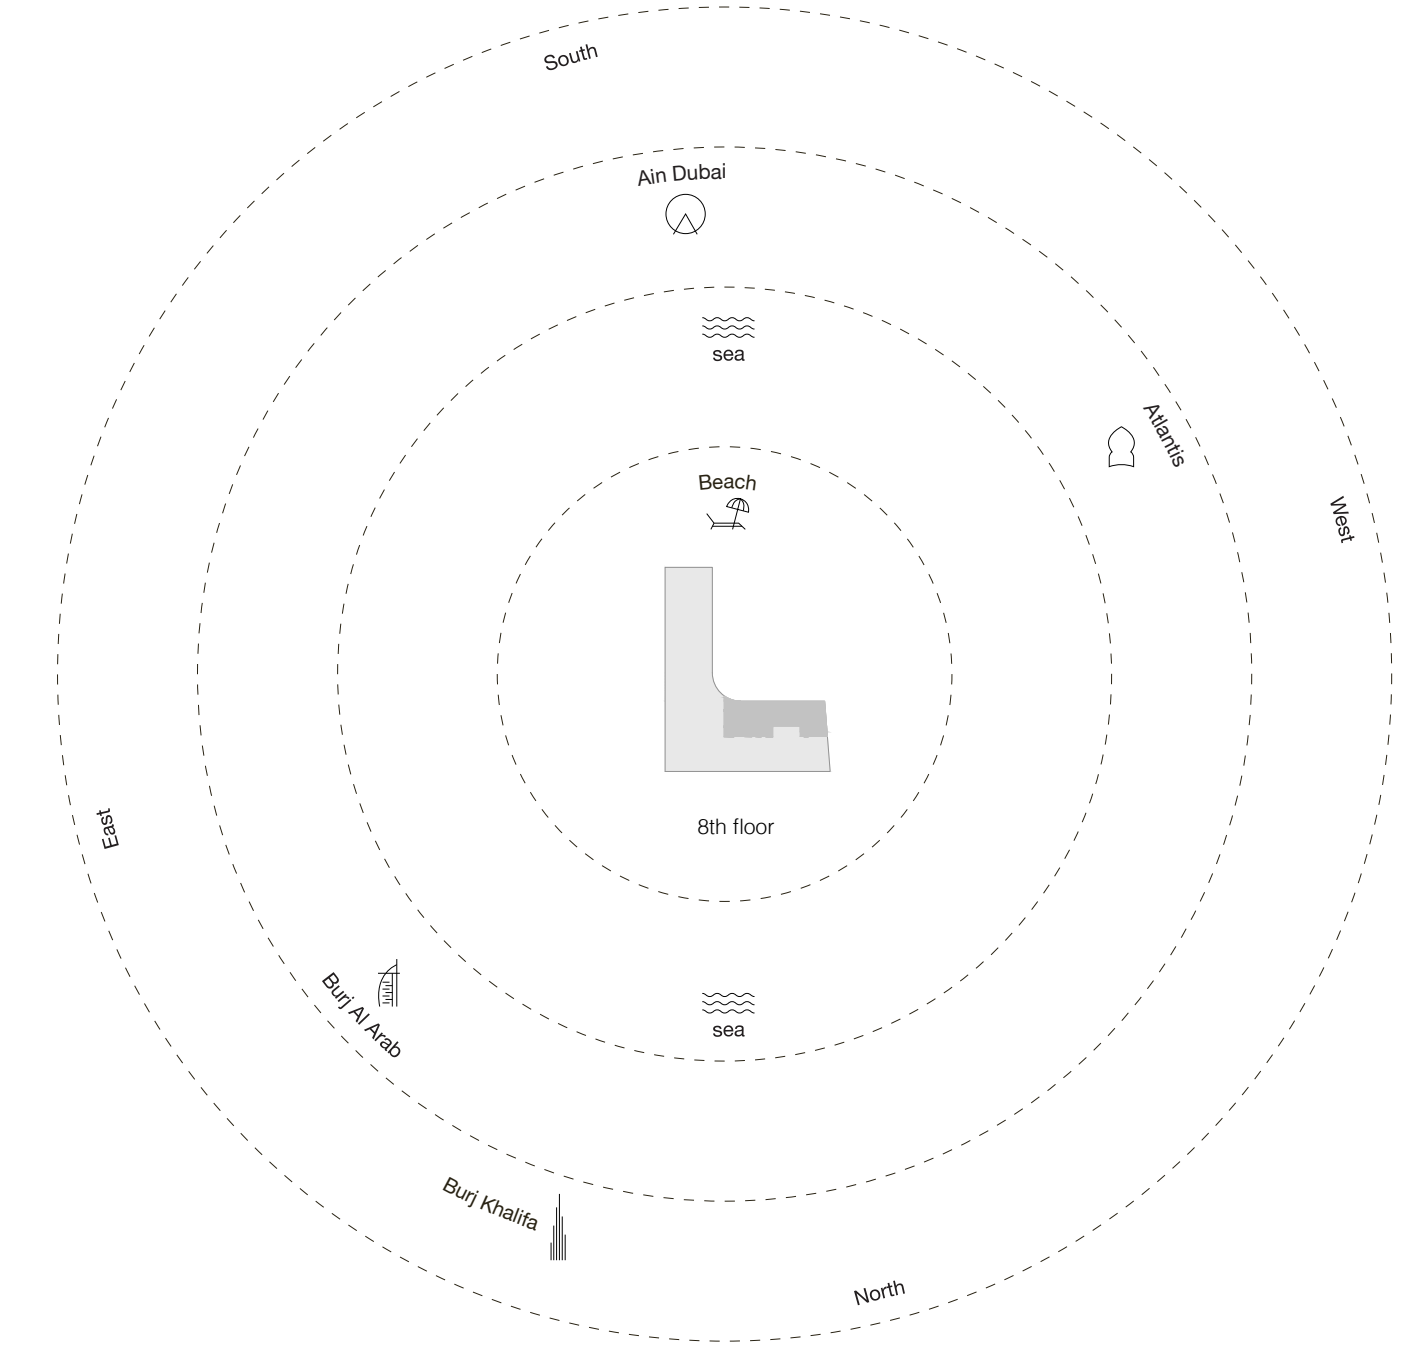 South
Ain Dubai
sea
Atlantis
Beach
West
8th floor
East
Burj Al Arab
sea
Burj Khalifa
North